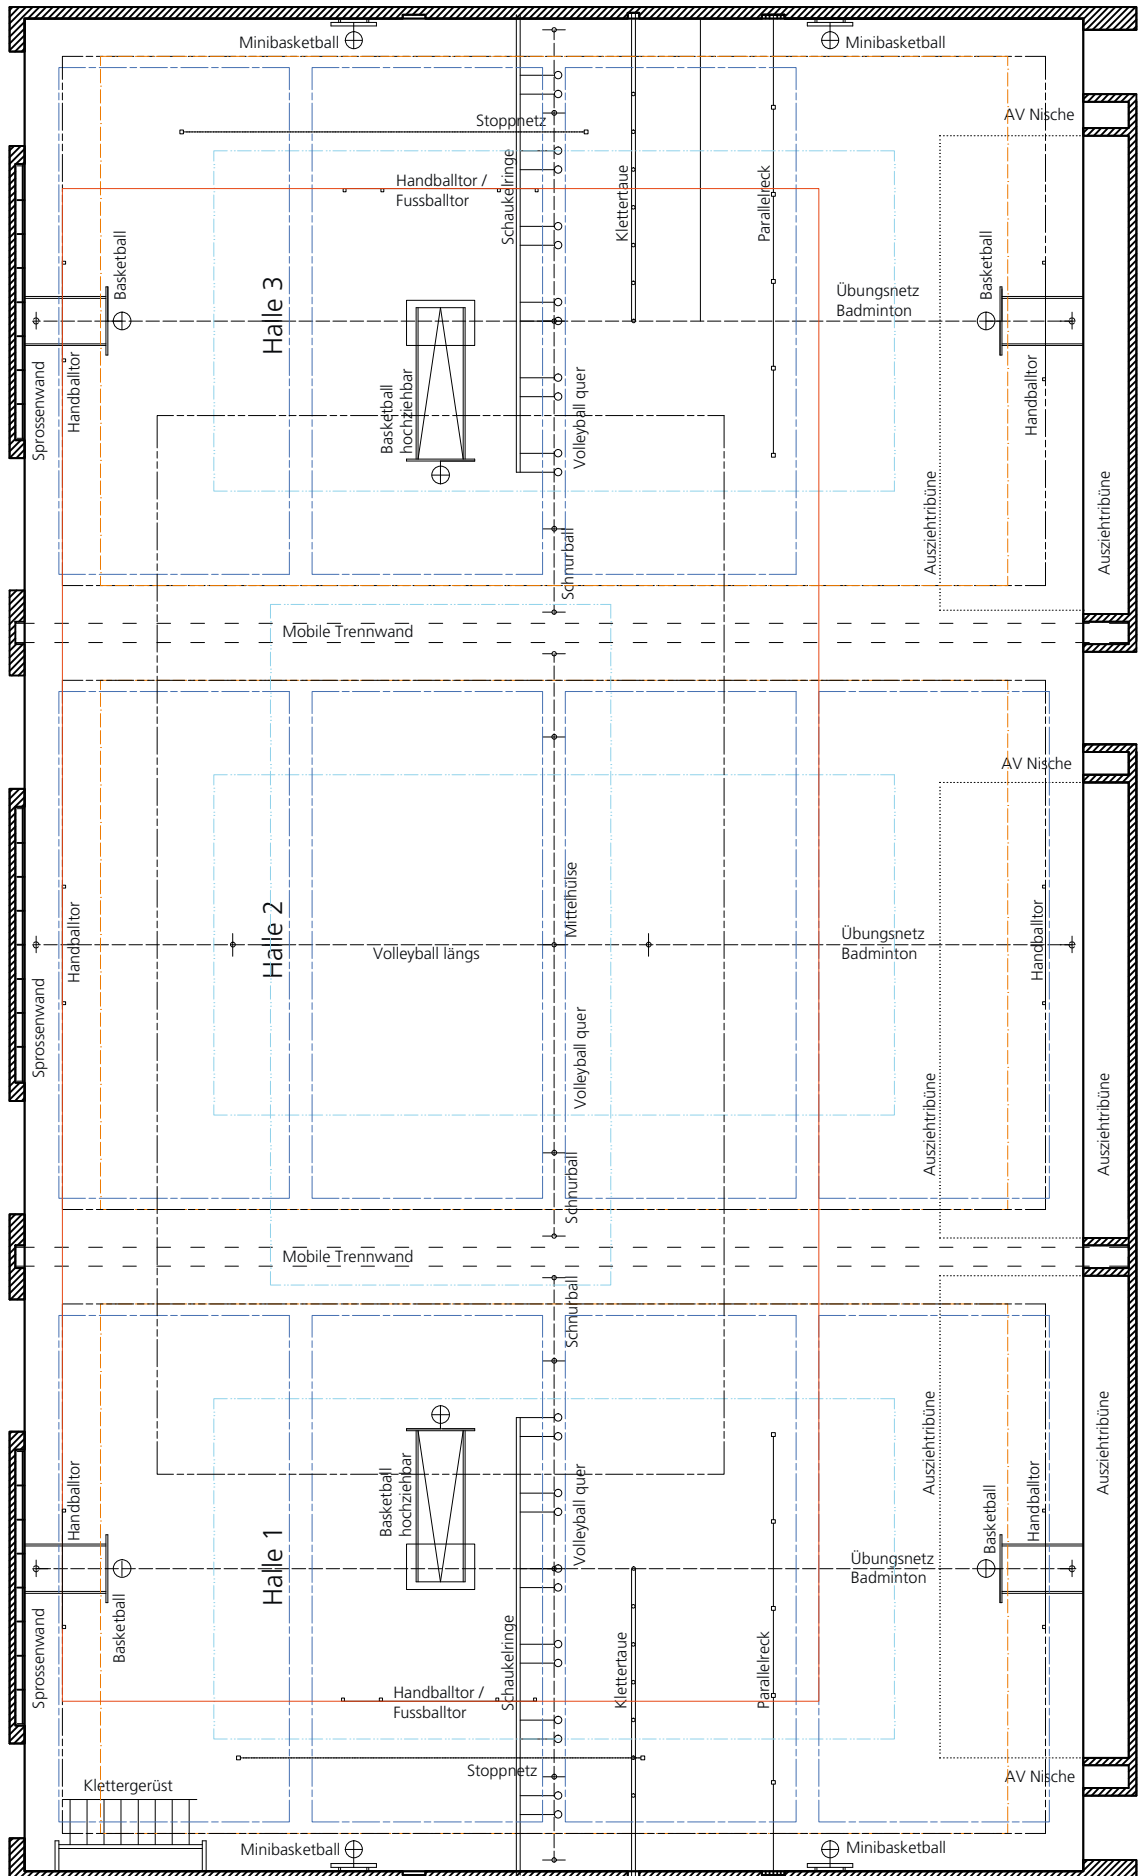 Minibasketball
Minibasketball
AV Nische
Stoppnetz
Handballtor /
Fussballtor
Schaukelringe
Klettertaue
Parallelreck
Basketball
Basketball
Halle 3
Übungsnetz
Badminton
Sprossenwand
Handballtor
Basketball
hochziehbar
Volleyball quer
Handballtor
Ausziehtribüne
Ausziehtribüne
Schnurball
Mobile Trennwand
AV Nische
Mittelhülse
Handballtor
Halle 2
Volleyball längs
Übungsnetz
Badminton
Handballtor
Sprossenwand
Volleyball quer
Ausziehtribüne
Ausziehtribüne
Schnurball
Mobile Trennwand
Schnurball
Ausziehtribüne
Ausziehtribüne
Handballtor
Basketball
hochziehbar
Volleyball quer
Basketball
Handballtor
Halle 1
Übungsnetz
Badminton
Sprossenwand
Basketball
Schaukelringe
Klettertaue
Parallelreck
Handballtor /
Fussballtor
Stoppnetz
AV Nische
Klettergerüst
Minibasketball
Minibasketball